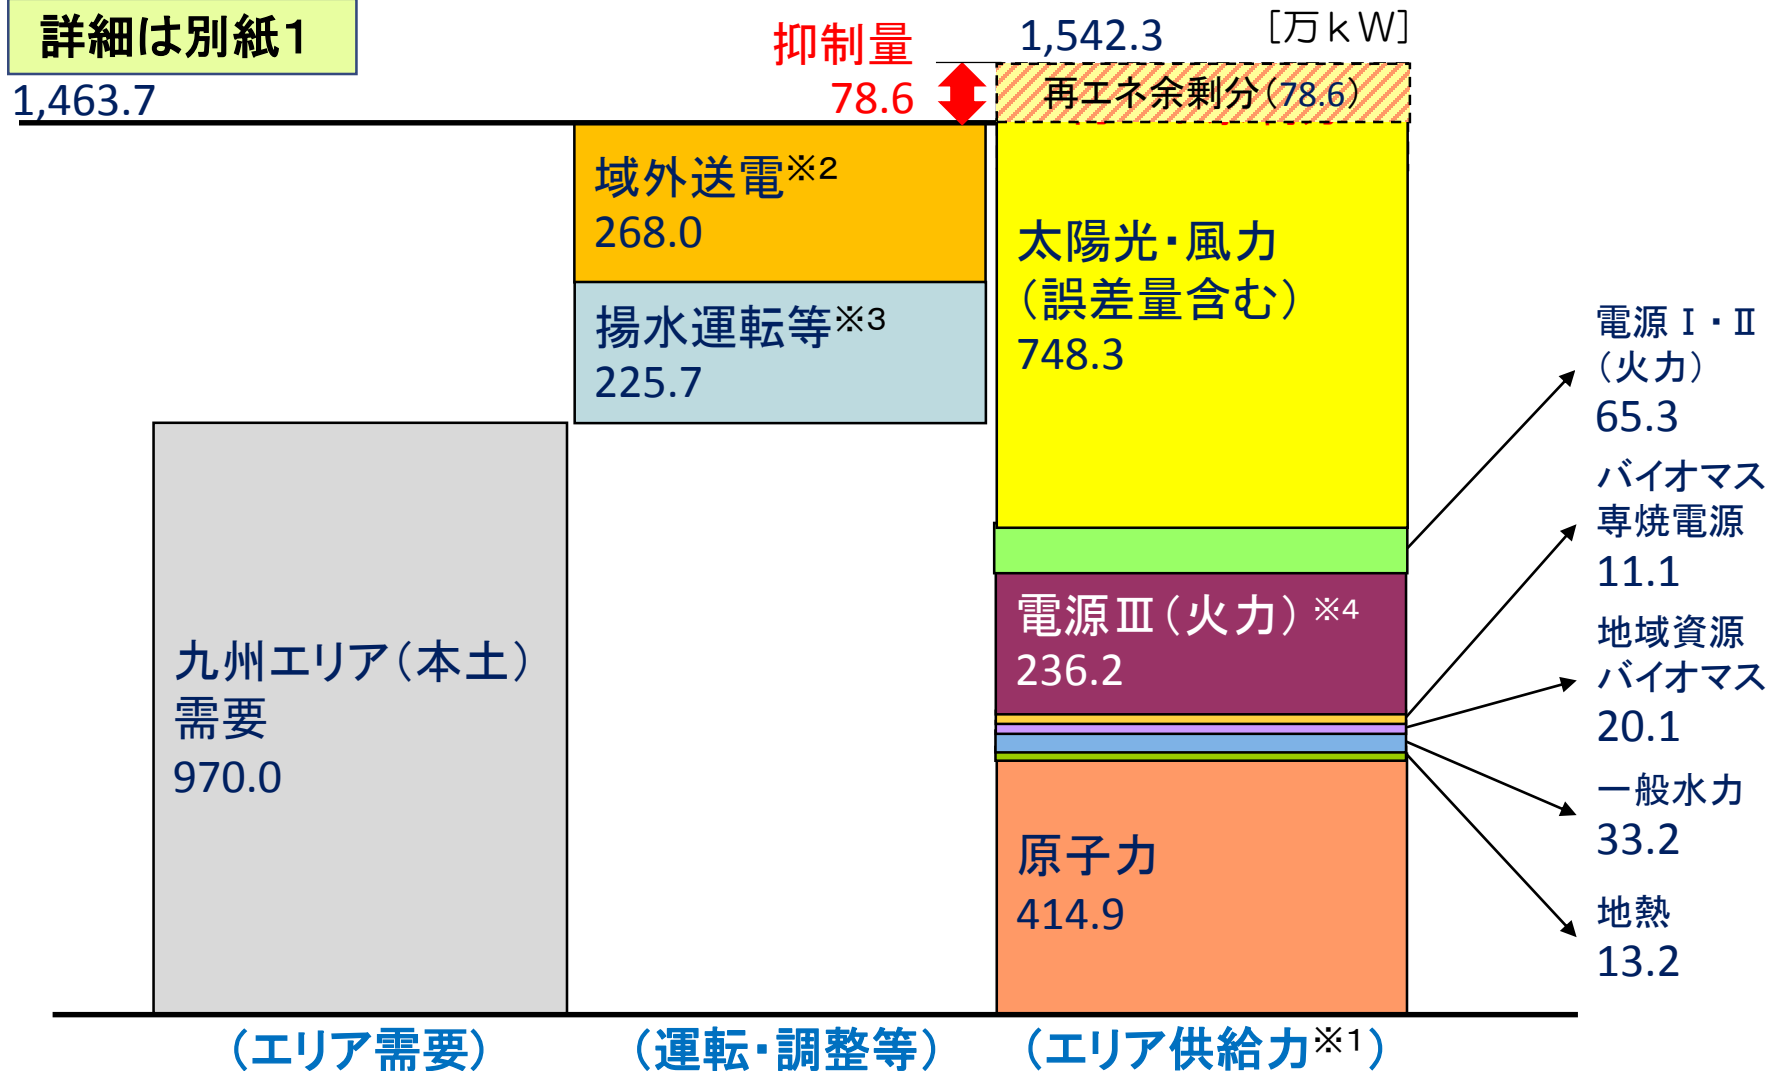 詳細は別紙1
1,463.7
抑制量
78.6
1,542.3
[万kW]
再エネ余剰分(78.6)
域外送電※2
268.0
揚水運転等※3
225.7
九州エリア(本土)
需要
970.0
太陽光・風力
(誤差量含む)
748.3
電源Ⅲ(火力)※4
236.2
原子力
414.9
電源Ⅰ・Ⅱ
(火力)
65.3
バイオマス
専焼電源
11.1
地域資源
バイオマス
20.1
一般水力
33.2
地熱
13.2
(エリア需要)
(運転・調整等)
(エリア供給力※1)